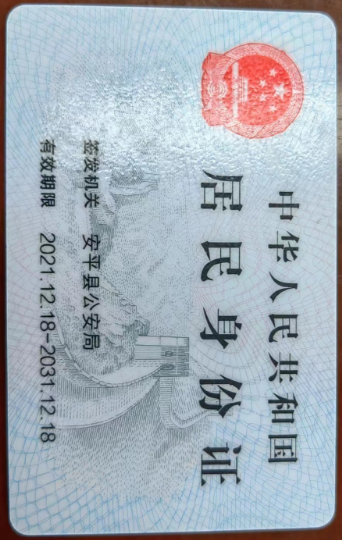 中华人民共和国
居民身份证
签发机关 安平县公安局
有效期限 2021.12.18-2031.12.18